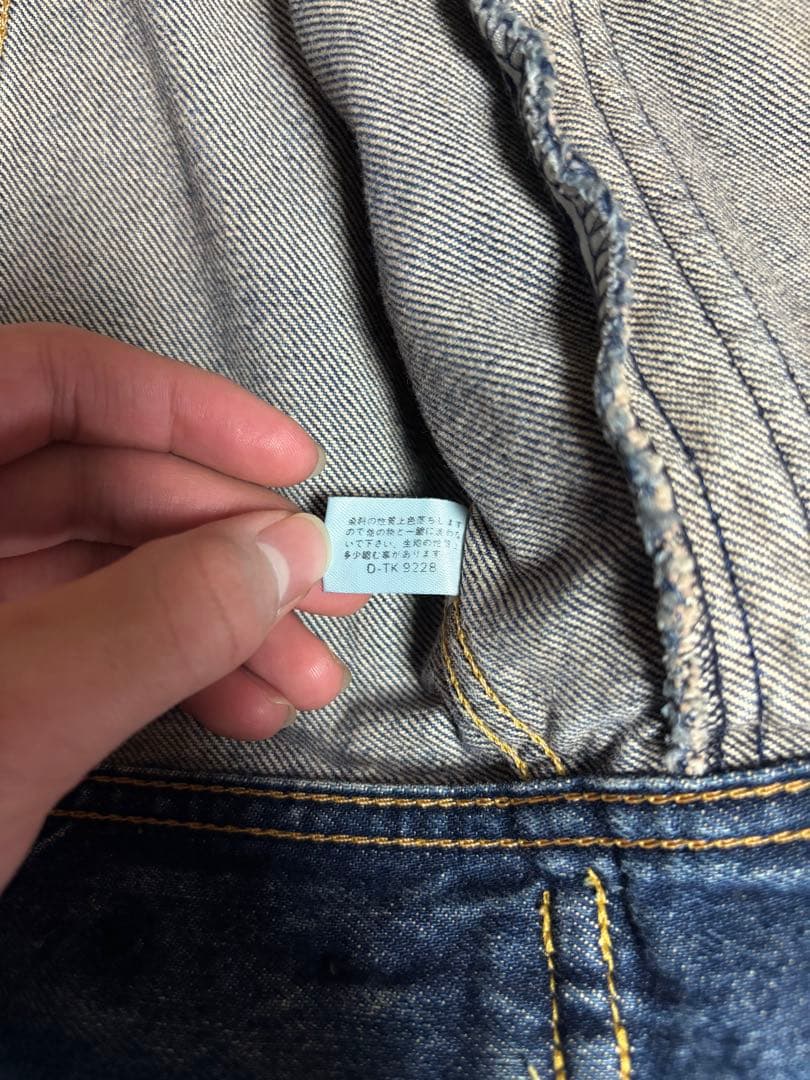 染料の性質上色落ちします
ので他の物と一緒に洗わな
いで下さい。生地の性質上
多少縮む事があります。
D-TK 9228